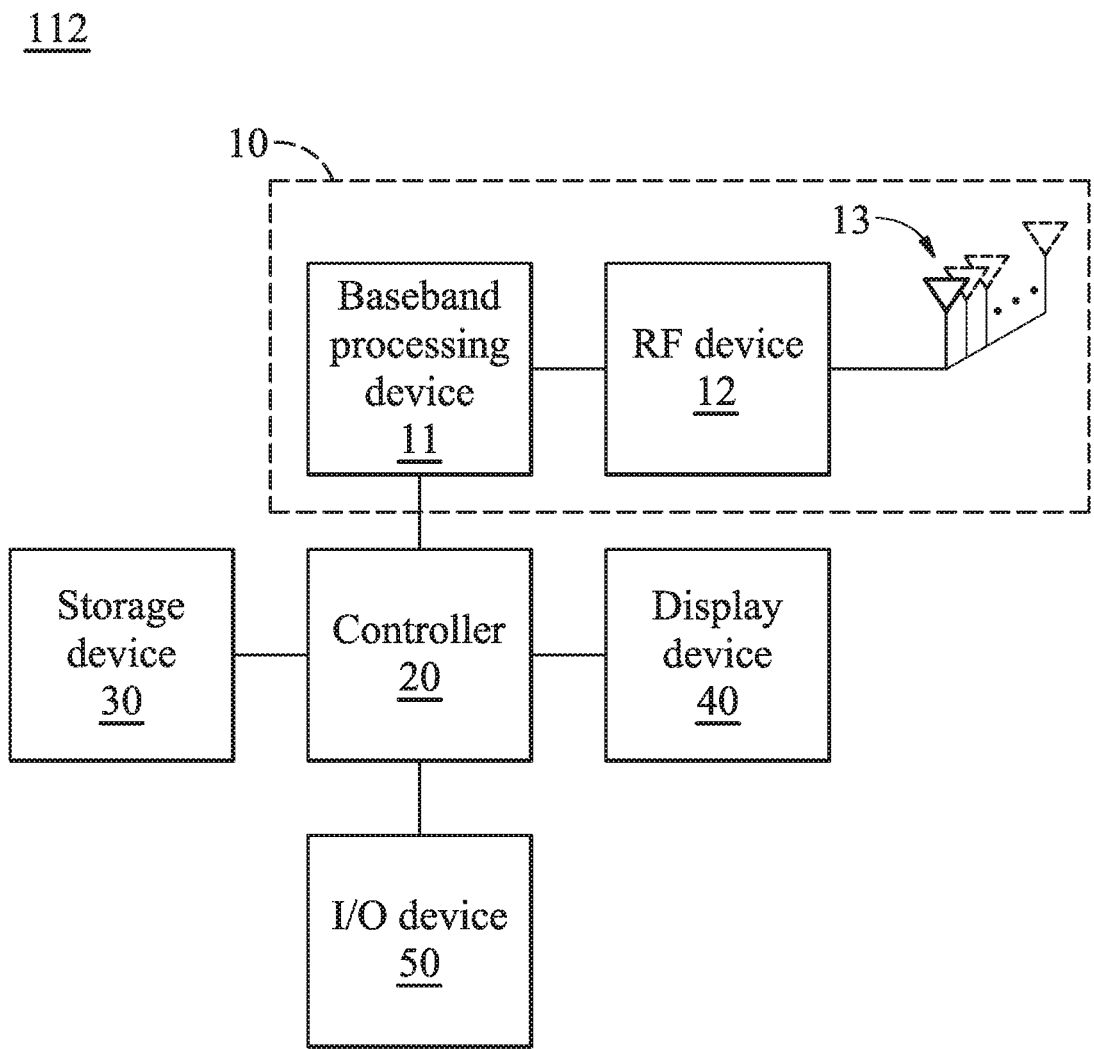 112
10
13
Baseband
processing
device
11
RF device
12
Storage
device
30
Controller
20
Display
device
40
I/O device
50